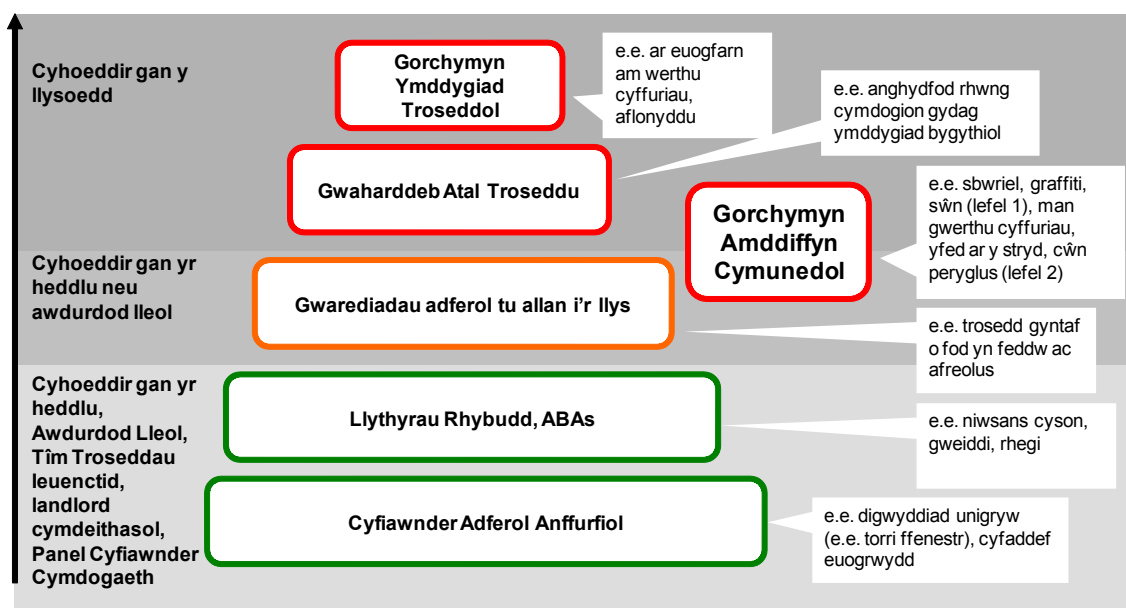 Cyhoeddir gan y
llysoedd
Gorchymyn
Ymddygiad
Troseddol
e.e. ar euogfarn
am werthu
cyffuriau,
aflonyddu
e.e. anghydfod rhwng
cymdogion gydag
ymddygiad bygythiol
Gwaharddeb Atal Troseddu
Gorchymyn
Amddiffyn
Cymunedol
e.e. sbwriel, graffiti,
sŵn (lefel 1), man
gwerthu cyffuriau,
yfed ar y stryd, cŵn
peryglus (lefel 2)
Cyhoeddir gan yr
heddlu neu
awdurdod lleol
Gwarediadau adferol tu allan i'r llys
e.e. trosedd gyntaf
o fod yn feddw ac
afreolus
Cyhoeddir gan yr
heddlu,
Awdurdod Lleol,
Tîm Troseddau
Ieuenctid,
landlord
cymdeithasol,
Panel Cyfiawnder
Cymdogaeth
Llythyrau Rhybudd, ABAs
e.e. niwsans cyson,
gweiddi, rhegi
Cyfiawnder Adferol Anffurfiol
e.e. digwyddiad unigryw
(e.e. torri ffenestr), cyfaddef
euogrwydd